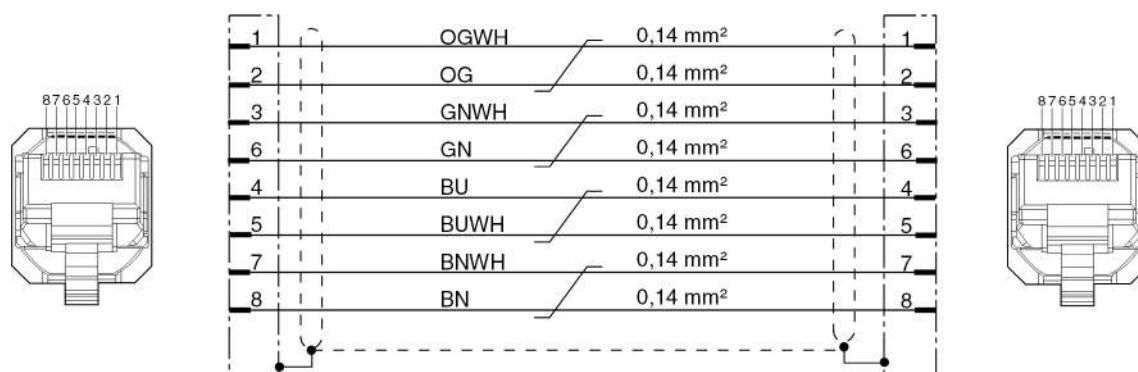 1 OGWH 0,14 mm² 1
2 OG 0,14 mm² 2
87654321
3 GNWH 0,14 mm² 3
87654321
6 GN 0,14 mm² 6
4 BU 0,14 mm² 4
5 BUWH 0,14 mm² 5
7 BNWH 0,14 mm² 7
8 BN 0,14 mm² 8